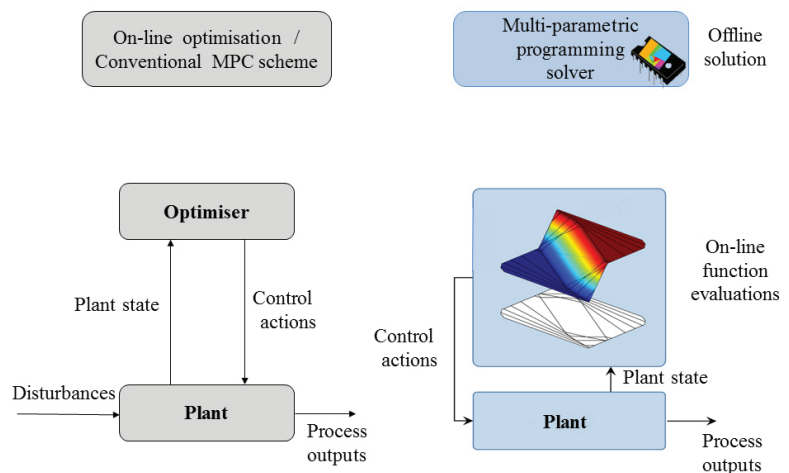 On-line optimisation /
Conventional MPC scheme
Multi-parametric
programming
solver
Offline
solution
Optimiser
Plant state
Control
actions
Disturbances
Plant
Process
outputs
On-line
function
evaluations
Control
actions
Plant state
Plant
Process
outputs